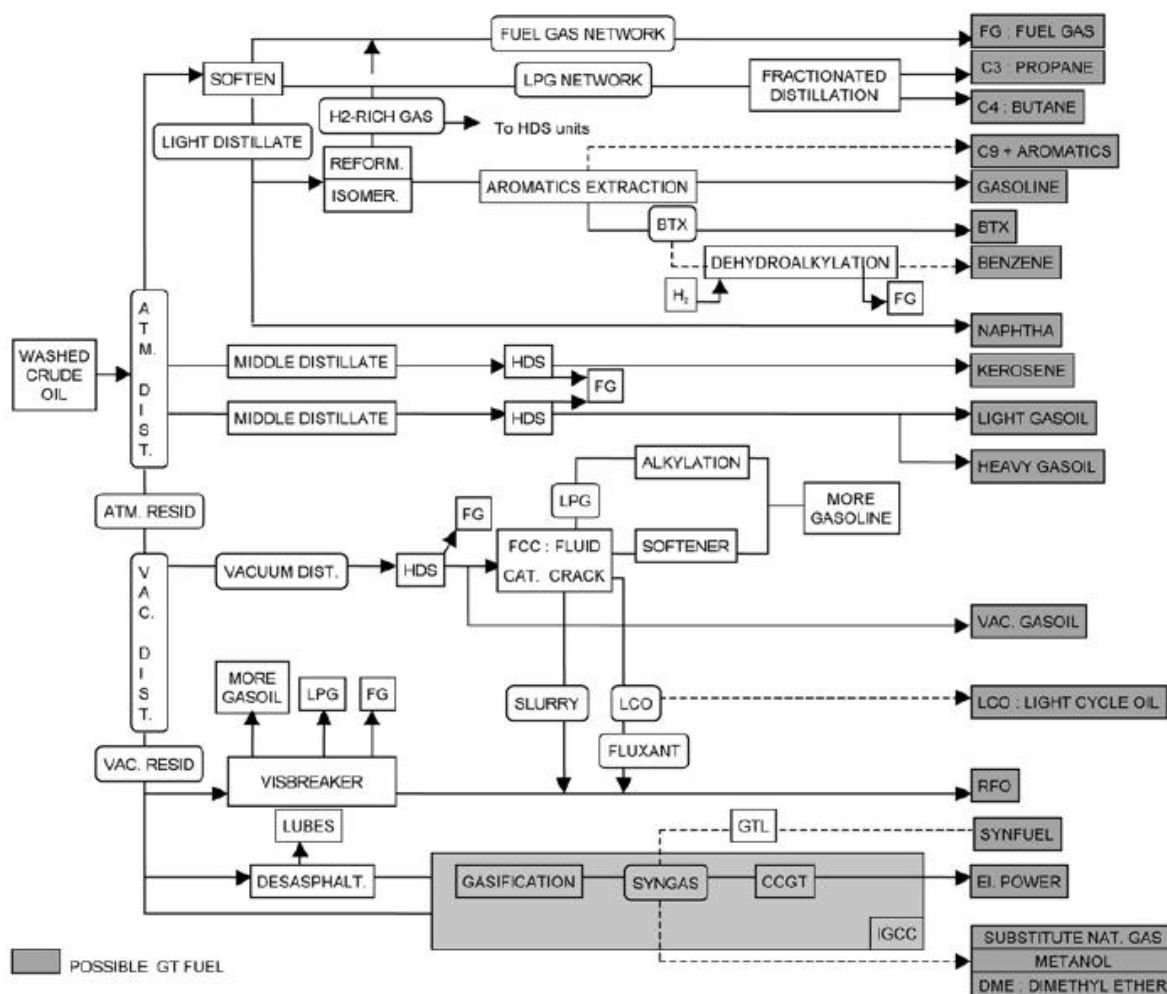 FUEL GAS NETWORK
FG : FUEL GAS
SOFTEN
LPG NETWORK
FRACTIONATED
DISTILLATION
C3 : PROPANE
C4 : BUTANE
H2-RICH GAS
To HDS units
LIGHT DISTILLATE
REFORM.
ISOMER.
AROMATICS EXTRACTION
C9 + AROMATICS
GASOLINE
BTX
BTX
DEHYDROALKYLATION
BENZENE
H₂
FG
NAPHTHA
WASHED
CRUDE
OIL
ATM. DIST.
MIDDLE DISTILLATE
HDS
KEROSENE
FG
MIDDLE DISTILLATE
HDS
LIGHT GASOIL
HEAVY GASOIL
ALKYLATION
ATM. RESID
LPG
MORE
GASOLINE
FG
FCC : FLUID
CAT. CRACK
SOFTENER
VAC. DIST.
VACUUM DIST.
HDS
VAC. GASOIL
MORE
GASOIL
LPG
FG
SLURRY
LCO
LCO : LIGHT CYCLE OIL
VAC. RESID
FLUXANT
VISBREAKER
RFO
LUBES
GTL
SYNFUEL
DESASPHALT.
GASIFICATION
SYNGAS
CCGT
EI. POWER
IGCC
SUBSTITUTE NAT. GAS
METANOL
DME : DIMETHYL ETHER
POSSIBLE GT FUEL